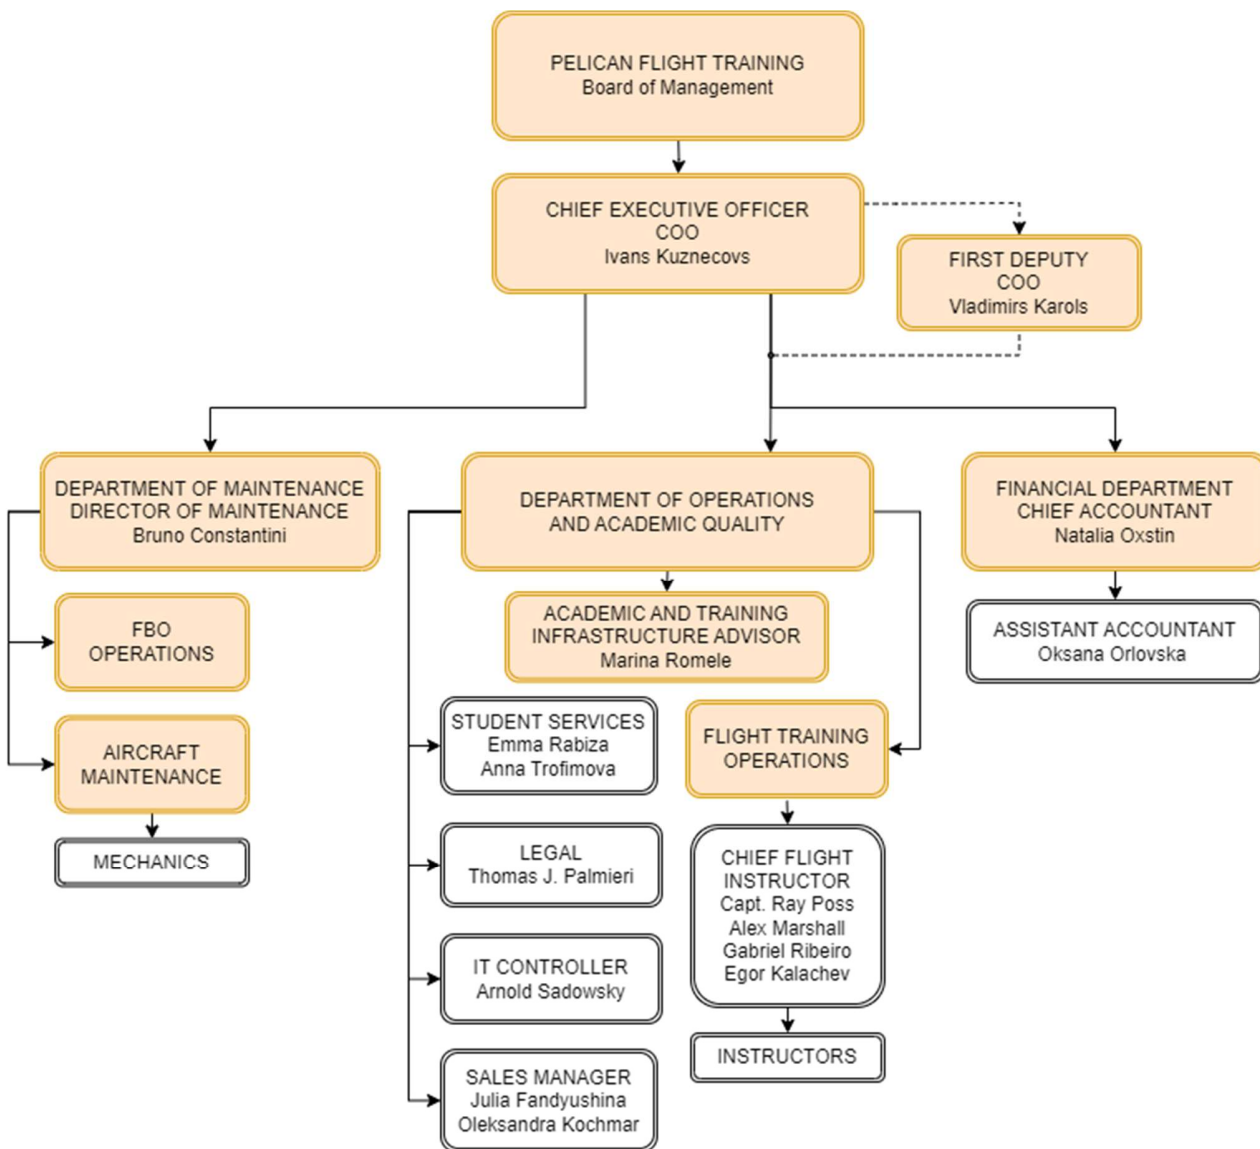 PELICAN FLIGHT TRAINING
Board of Management
CHIEF EXECUTIVE OFFICER
COO
Ivans Kuznecovs
FIRST DEPUTY
COO
Vladimirs Karols
DEPARTMENT OF MAINTENANCE
DIRECTOR OF MAINTENANCE
Bruno Constantini
FBO
OPERATIONS
AIRCRAFT
MAINTENANCE
MECHANICS
DEPARTMENT OF OPERATIONS
AND ACADEMIC QUALITY
ACADEMIC AND TRAINING
INFRASTRUCTURE ADVISOR
Marina Romele
STUDENT SERVICES
Emma Rabiza
Anna Trofimova
LEGAL
Thomas J. Palmieri
IT CONTROLLER
Arnold Sadowsky
SALES MANAGER
Julia Fandyushina
Oleksandra Kochmar
FLIGHT TRAINING
OPERATIONS
CHIEF FLIGHT
INSTRUCTOR
Capt. Ray Poss
Alex Marshall
Gabriel Ribeiro
Egor Kalachev
INSTRUCTORS
FINANCIAL DEPARTMENT
CHIEF ACCOUNTANT
Natalia Oxstin
ASSISTANT ACCOUNTANT
Oksana Orlovska